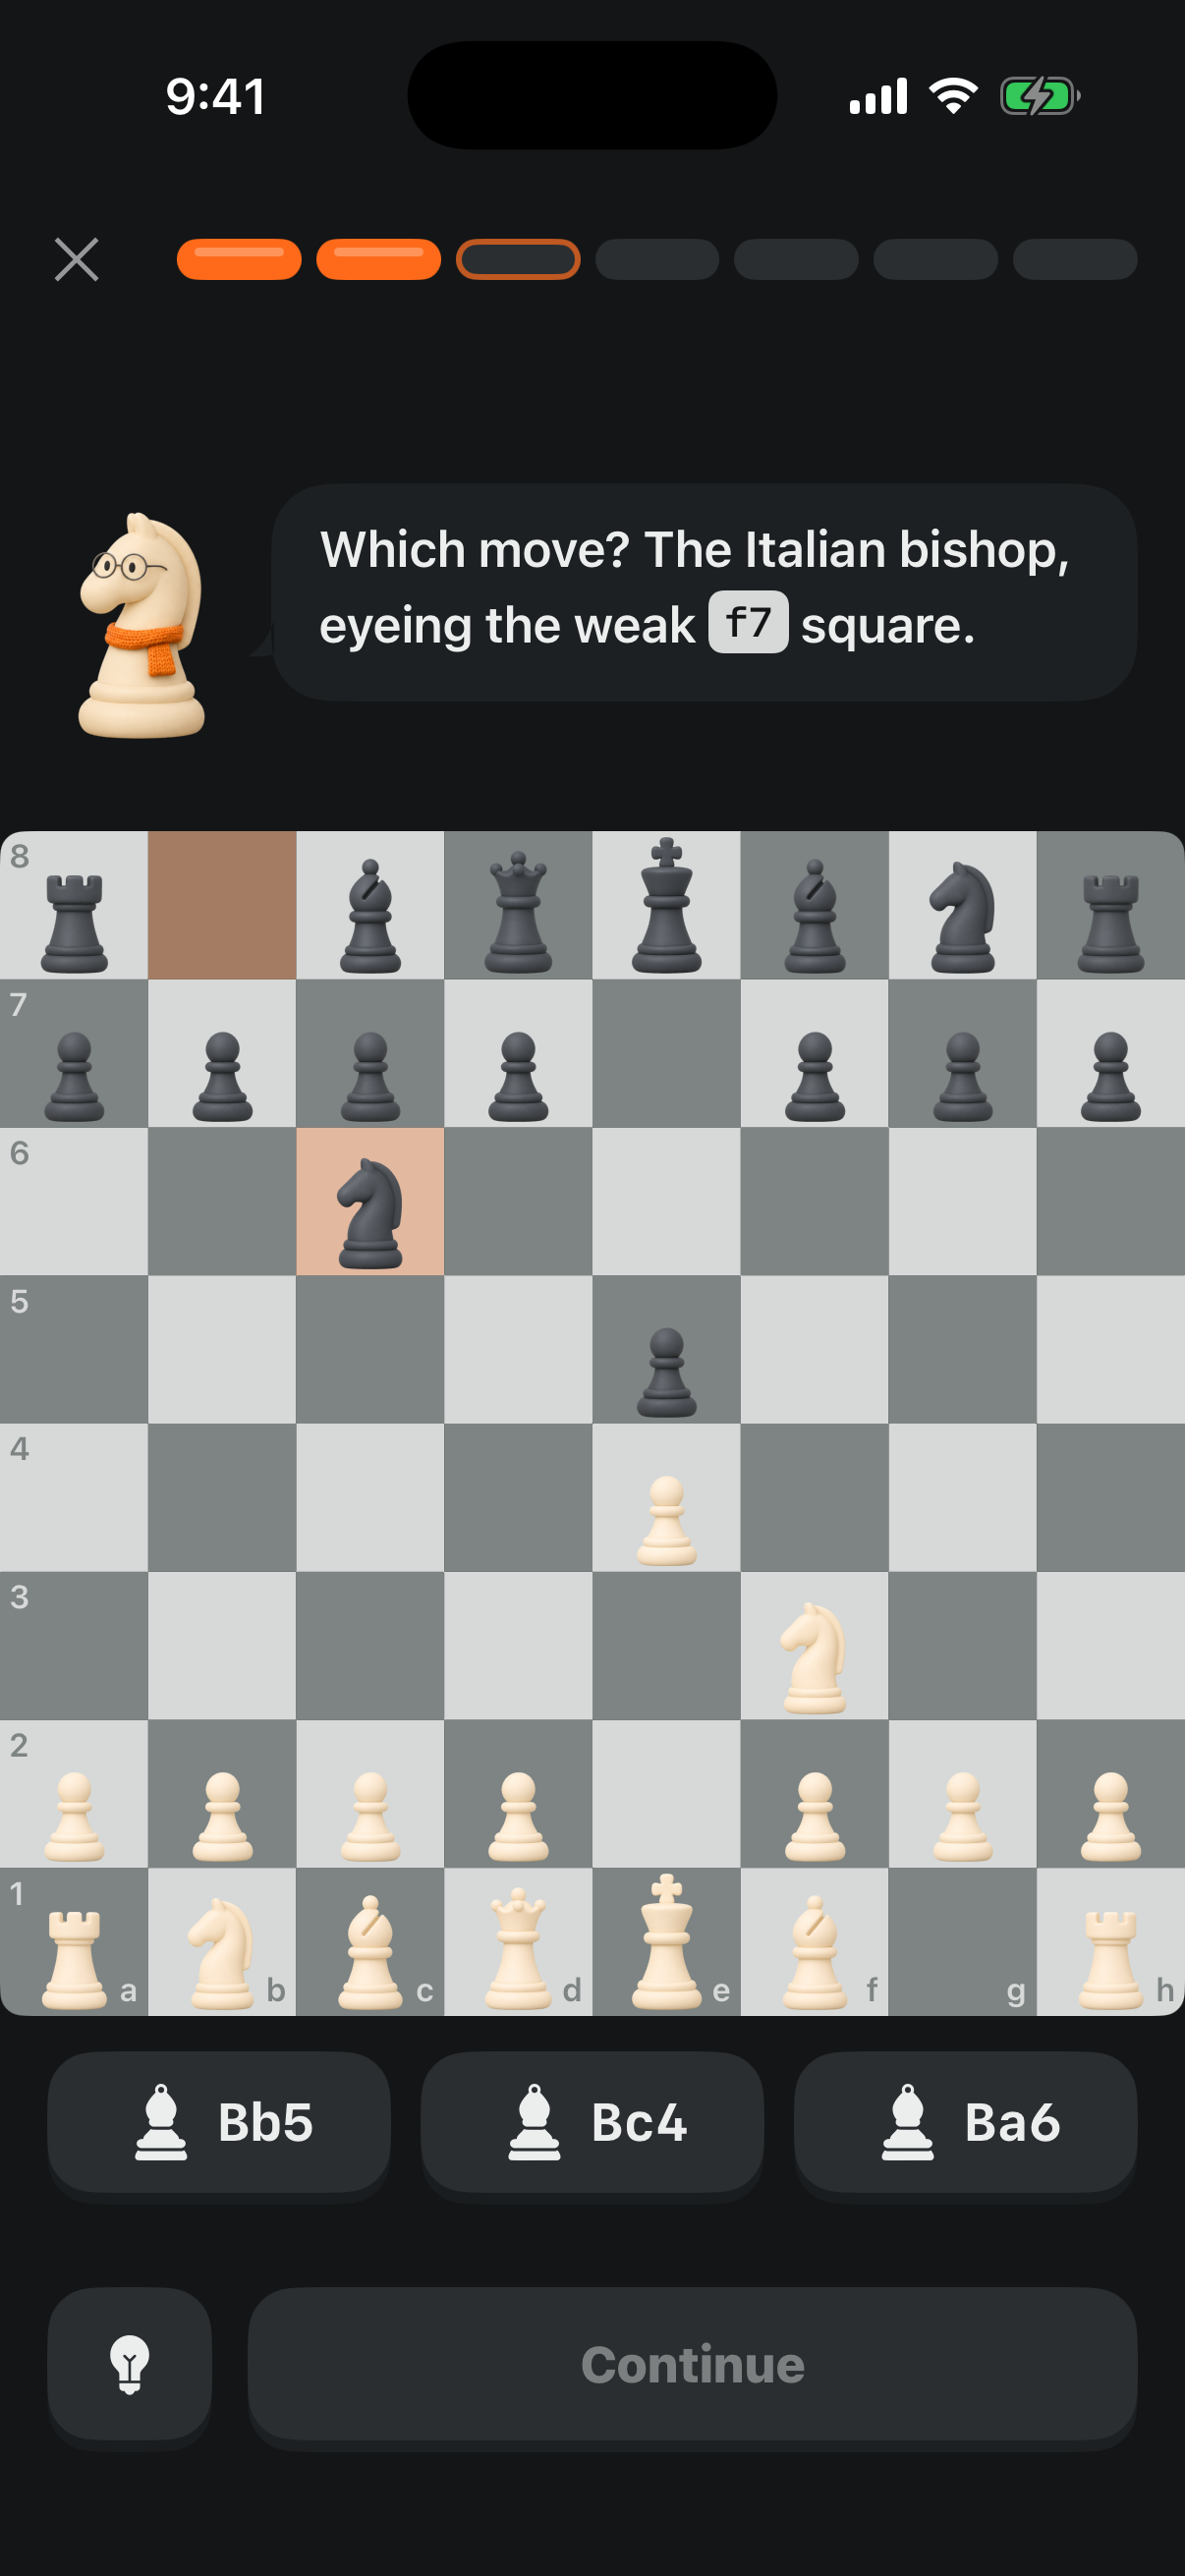 9:41
Which move? The Italian bishop,
eyeing the weak f7 square.
8
7
6
5
4
3
2
1
a b c d e f g h
Bb5 Bc4 Ba6
Continue